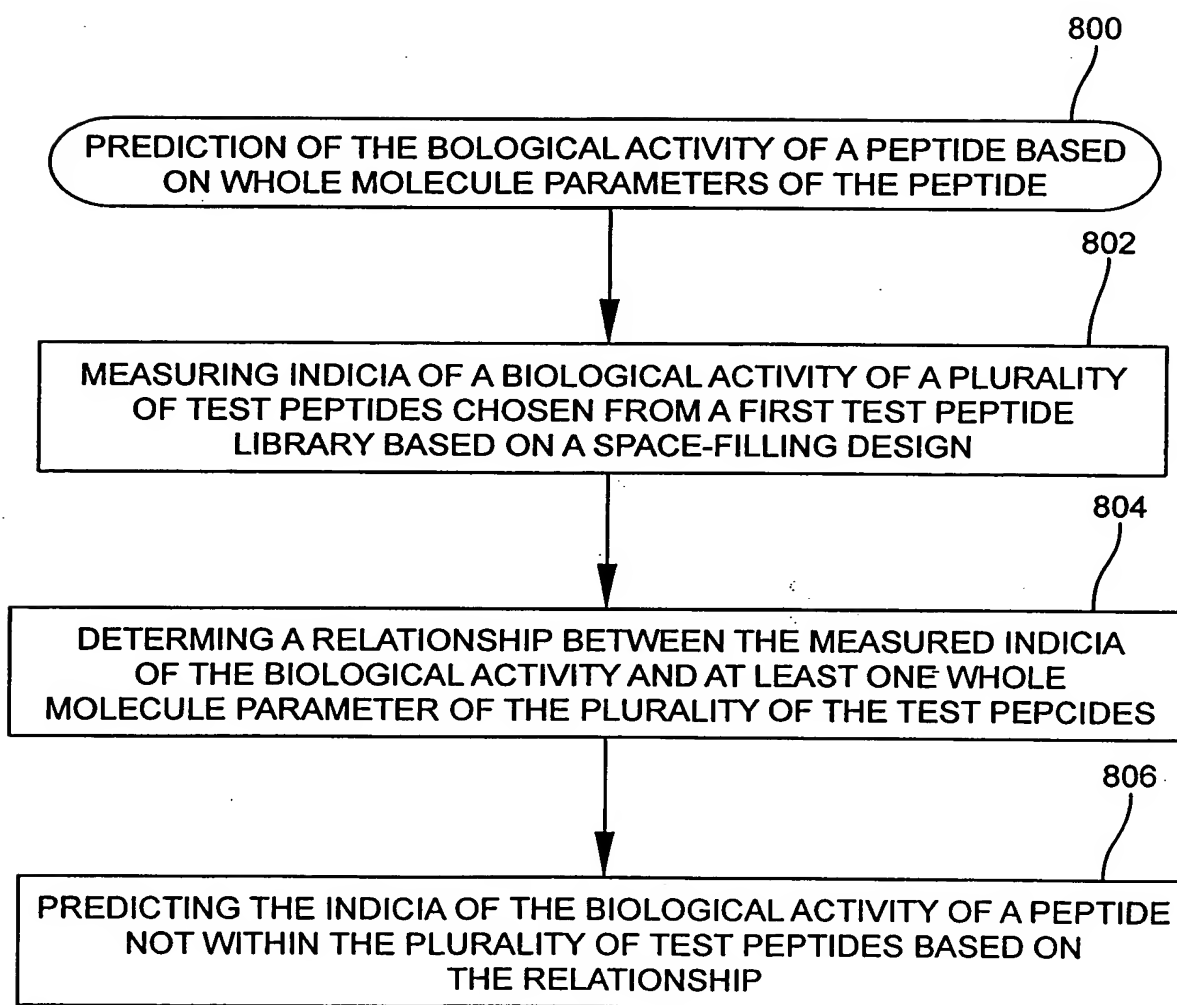 800
PREDICTION OF THE BOLOGICAL ACTIVITY OF A PEPTIDE BASED
ON WHOLE MOLECULE PARAMETERS OF THE PEPTIDE
802
MEASURING INDICIA OF A BIOLOGICAL ACTIVITY OF A PLURALITY
OF TEST PEPTIDES CHOSEN FROM A FIRST TEST PEPTIDE
LIBRARY BASED ON A SPACE-FILLING DESIGN
804
DETERMING A RELATIONSHIP BETWEEN THE MEASURED INDICIA
OF THE BIOLOGICAL ACTIVITY AND AT LEAST ONE WHOLE
MOLECULE PARAMETER OF THE PLURALITY OF THE TEST PEPCIDES
806
PREDICTING THE INDICIA OF THE BIOLOGICAL ACTIVITY OF A PEPTIDE
NOT WITHIN THE PLURALITY OF TEST PEPTIDES BASED ON
THE RELATIONSHIP